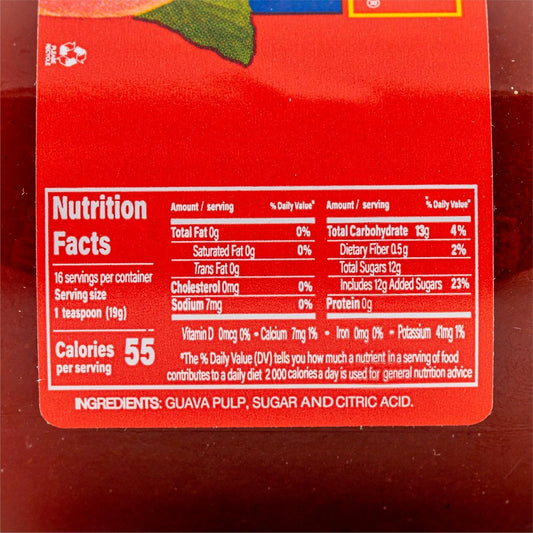 PLEASE RECYCLE
®
Nutrition Facts
16 servings per container
Serving size
1 teaspoon (19g)
Calories per serving 55
Amount / serving % Daily Value*
Total Fat 0g 0%
Saturated Fat 0g 0%
Trans Fat 0g
Cholesterol 0mg 0%
Sodium 7mg 0%
Amount / serving % Daily Value*
Total Carbohydrate 13g 4%
Dietary Fiber 0.5g 2%
Total Sugars 12g
Includes 12g Added Sugars 23%
Protein 0g
Vitamin D 0mcg 0% • Calcium 7mg 1% • Iron 0mg 0% • Potassium 41mg 1%
*The % Daily Value (DV) tells you how much a nutrient in a serving of food
contributes to a daily diet 2 000 calories a day is used for general nutrition advice
INGREDIENTS: GUAVA PULP, SUGAR AND CITRIC ACID.